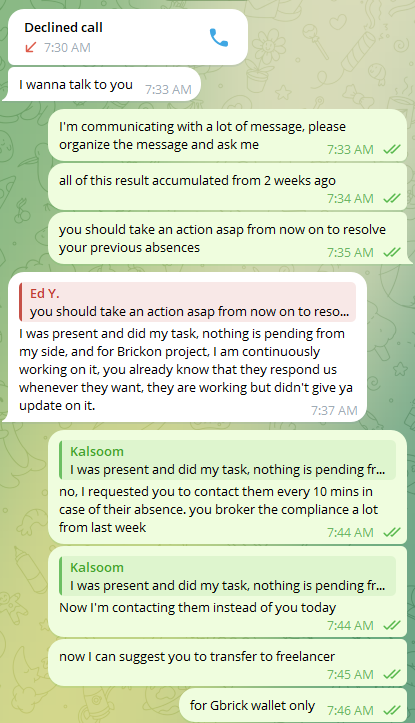 Declined call
7:30 AM
I wanna talk to you 7:33 AM
I'm communicating with a lot of message, please
organize the message and ask me
7:33 AM
all of this result accumulated from 2 weeks ago
7:34 AM
you should take an action asap from now on to resolve
your previous absences
7:35 AM
Ed Y.
you should take an action asap from now on to reso...
I was present and did my task, nothing is pending from
my side, and for Brickon project, I am continuously
working on it, you already know that they respond us
whenever they want, they are working but didn't give ya
update on it.
7:37 AM
Kalsoom
I was present and did my task, nothing is pending fr...
no, I requested you to contact them every 10 mins in
case of their absence. you broker the compliance a lot
from last week
7:44 AM
Kalsoom
I was present and did my task, nothing is pending fr...
Now I'm contacting them instead of you today
7:44 AM
now I can suggest you to transfer to freelancer
7:45 AM
for Gbrick wallet only 7:46 AM